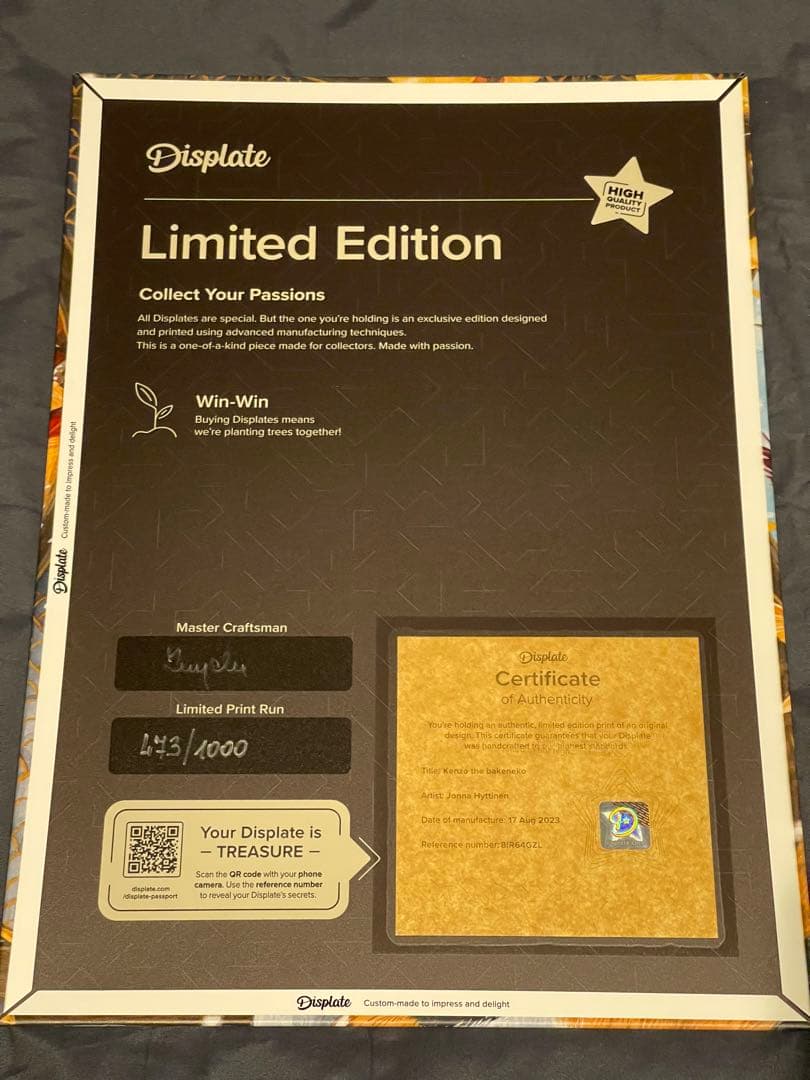 Displate
HIGH
QUALITY
PRODUCT
Limited Edition
Collect Your Passions
All Displates are special. But the one you're holding is an exclusive edition designed
and printed using advanced manufacturing techniques.
This is a one-of-a-kind piece made for collectors. Made with passion.
Win-Win
Buying Displates means
we're planting trees together!
Displate Custom-made to impress and delight
Master Craftsman
Limited Print Run
473/1000
Your Displate is
– TREASURE –
Scan the QR code with your phone
camera. Use the reference number
to reveal your Displate's secrets.
displate.com
/displate-passport
Displate
Certificate
of Authenticity
You're holding an authentic, limited edition print of an original
design. This certificate guarantees that your Displate
was handcrafted to our highest standards.
Title: Kenzo the bakeneko
Artist: Jonna Hyttinen
Date of manufacture: 17 Aug 2023
Reference number: BIR64GZL
Displate Custom-made to impress and delight